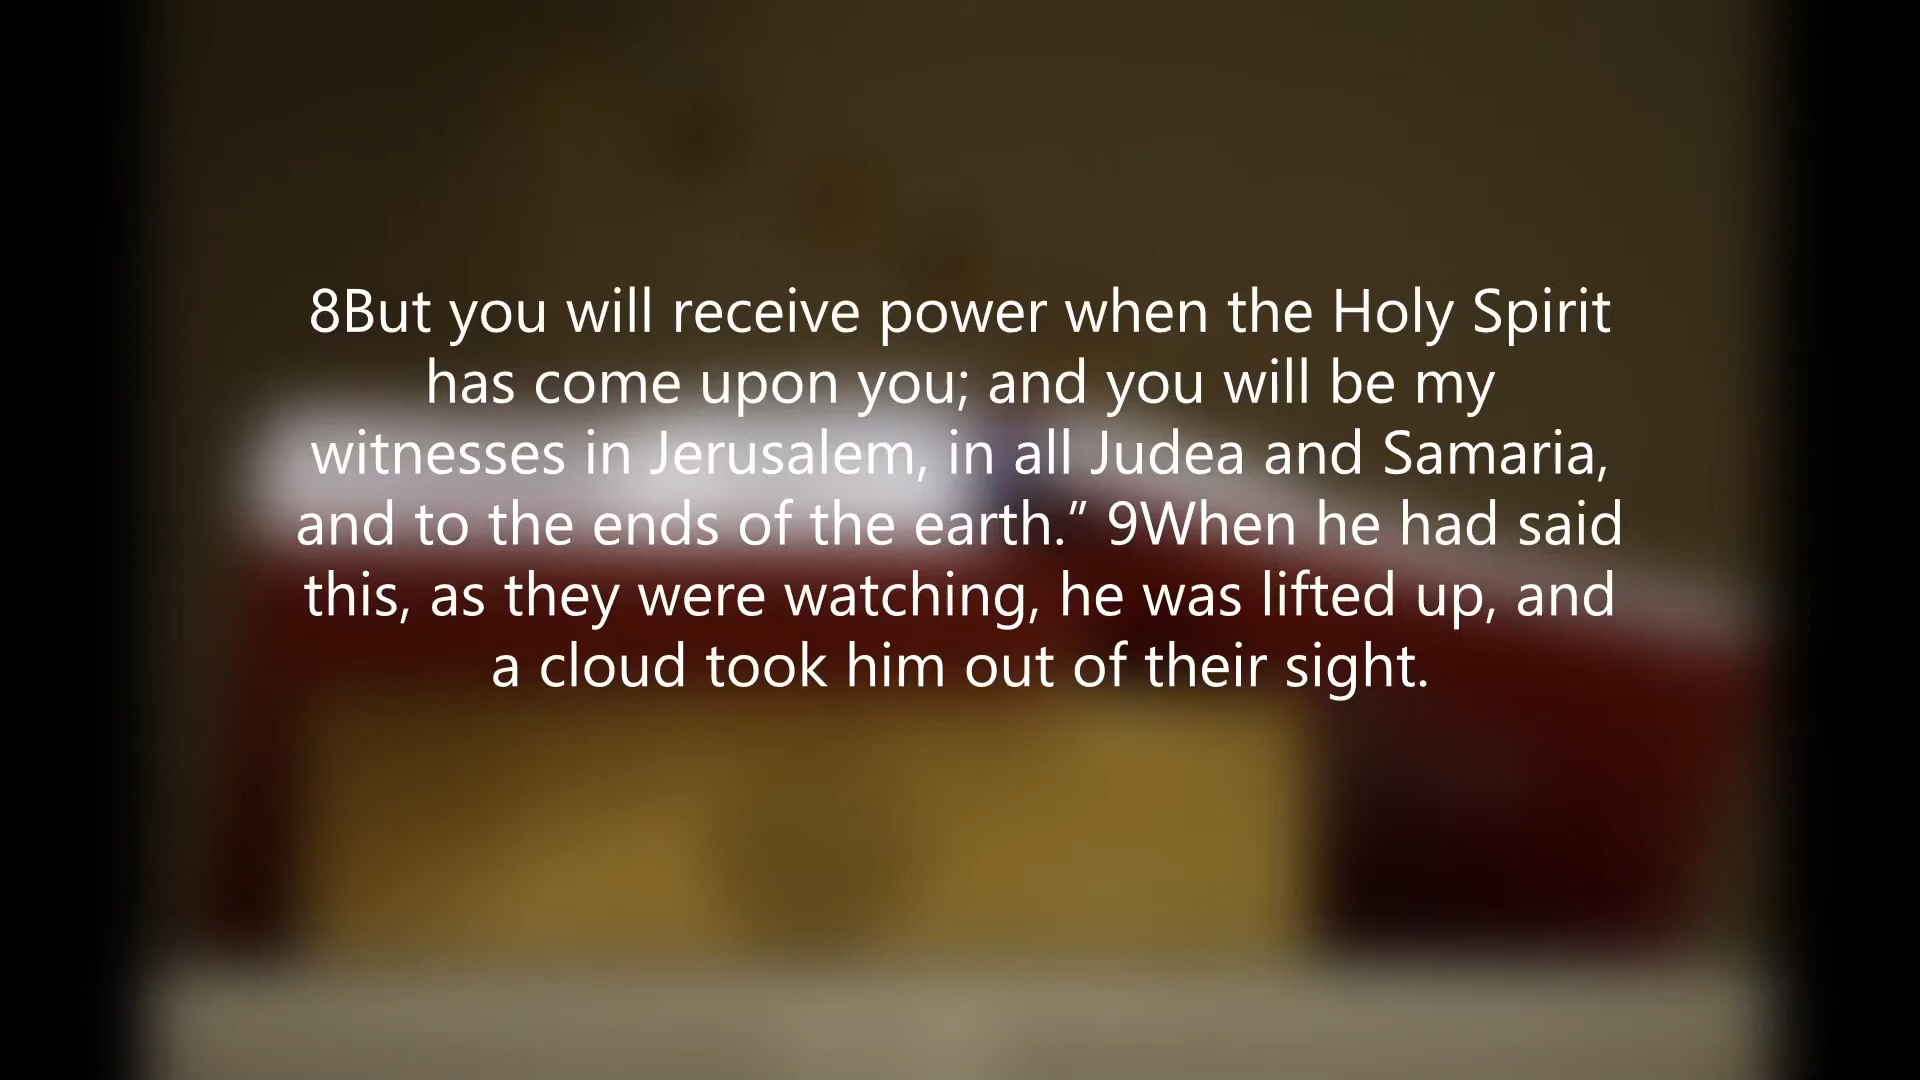 8But you will receive power when the Holy Spirit
has come upon you; and you will be my
witnesses in Jerusalem, in all Judea and Samaria,
and to the ends of the earth.” 9When he had said
this, as they were watching, he was lifted up, and
a cloud took him out of their sight.